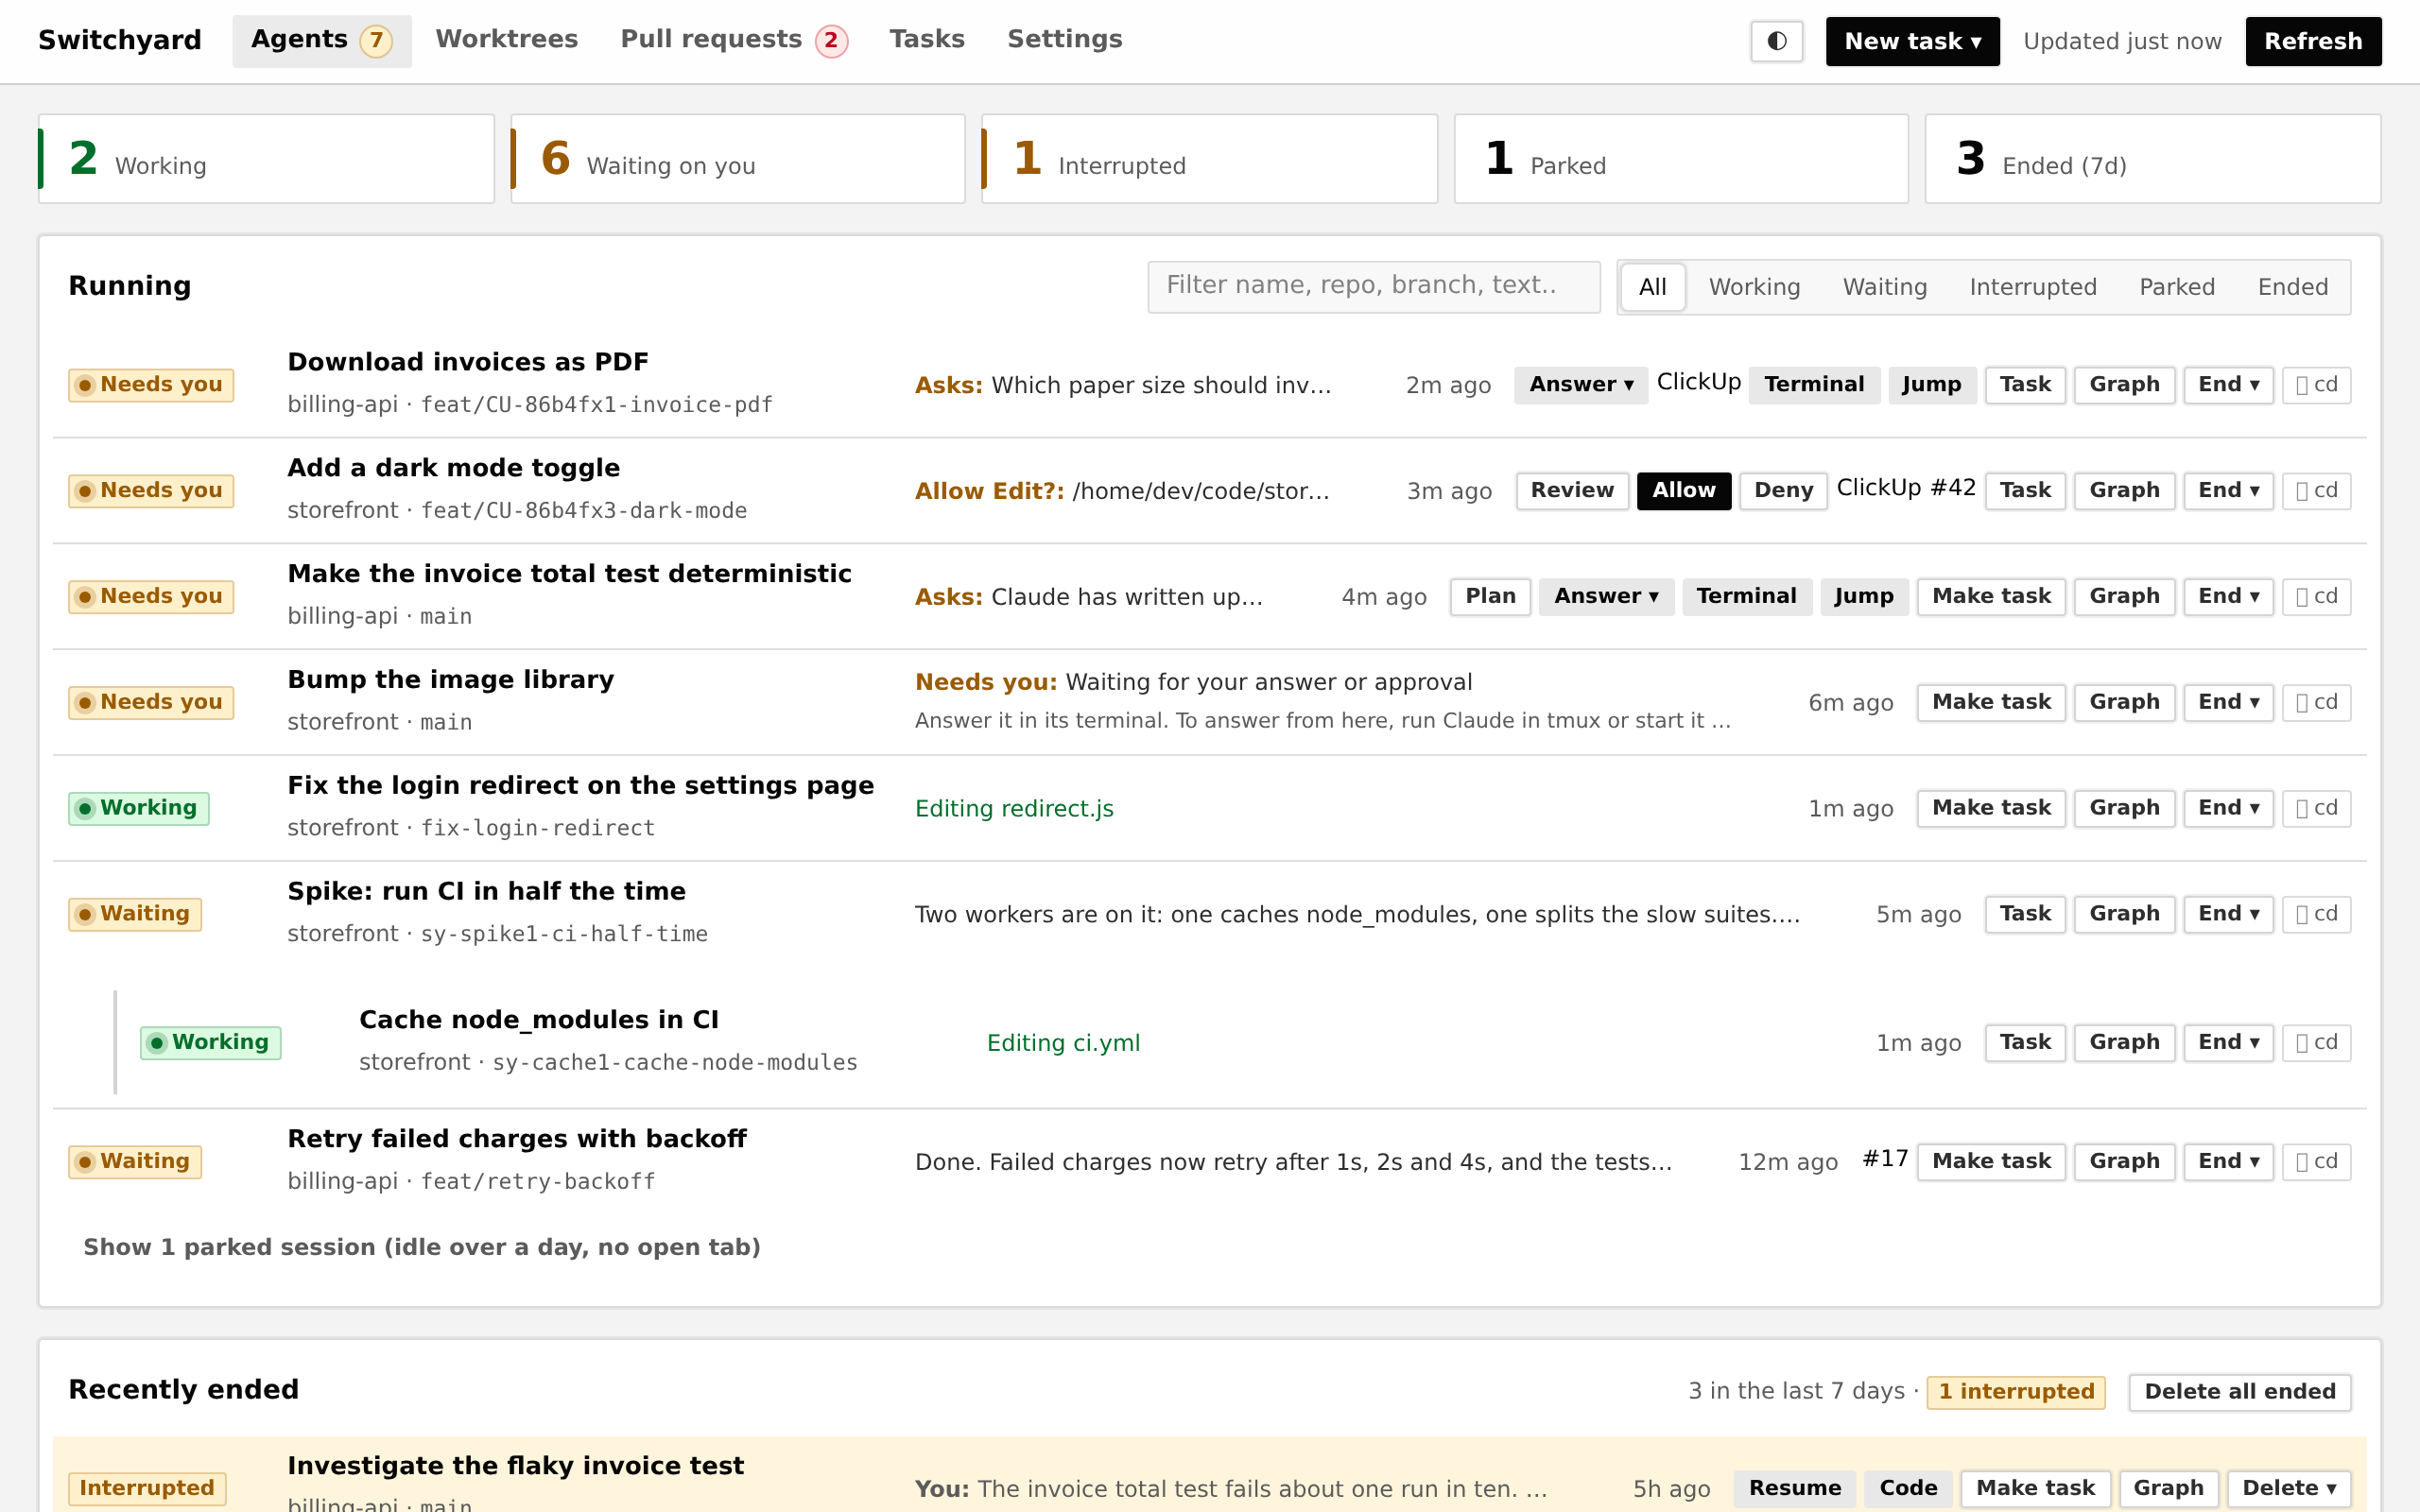 Switchyard Agents 7 Worktrees Pull requests 2 Tasks Settings ◐ New task ▾ Updated just now Refresh
2 Working 6 Waiting on you 1 Interrupted 1 Parked 3 Ended (7d)
Running Filter name, repo, branch, text.. All Working Waiting Interrupted Parked Ended
Download invoices as PDF
Needs you Asks: Which paper size should inv… 2m ago Answer ▾ ClickUp Terminal Jump Task Graph End ▾ cd
billing-api · feat/CU-86b4fx1-invoice-pdf
Add a dark mode toggle
Needs you Allow Edit?: /home/dev/code/stor… 3m ago Review Allow Deny ClickUp #42 Task Graph End ▾ cd
storefront · feat/CU-86b4fx3-dark-mode
Make the invoice total test deterministic
Needs you Asks: Claude has written up… 4m ago Plan Answer ▾ Terminal Jump Make task Graph End ▾ cd
billing-api · main
Bump the image library
Needs you Needs you: Waiting for your answer or approval 6m ago Make task Graph End ▾ cd
storefront · main Answer it in its terminal. To answer from here, run Claude in tmux or start it …
Fix the login redirect on the settings page
Working Editing redirect.js 1m ago Make task Graph End ▾ cd
storefront · fix-login-redirect
Spike: run CI in half the time
Waiting Two workers are on it: one caches node_modules, one splits the slow suites.… 5m ago Task Graph End ▾ cd
storefront · sy-spike1-ci-half-time
Cache node_modules in CI
Working Editing ci.yml 1m ago Task Graph End ▾ cd
storefront · sy-cache1-cache-node-modules
Retry failed charges with backoff
Waiting Done. Failed charges now retry after 1s, 2s and 4s, and the tests… 12m ago #17 Make task Graph End ▾ cd
billing-api · feat/retry-backoff
Show 1 parked session (idle over a day, no open tab)
Recently ended 3 in the last 7 days · 1 interrupted Delete all ended
Investigate the flaky invoice test
Interrupted You: The invoice total test fails about one run in ten. … 5h ago Resume Code Make task Graph Delete ▾
billing-api · main